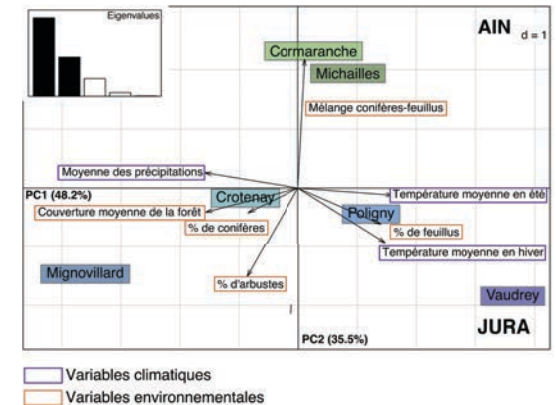 Eigenvalues
AIN
d = 1
Cormaranche
Michailles
Mélange conifères-feuillus
Moyenne des précipitations
PC1 (48.2%)
Crotenay
Température moyenne en été
Couverture moyenne de la forêt
Poligny
% de conifères
% de feuillus
Température moyenne en hiver
Mignovillard
% d'arbustes
Vaudrey
JURA
PC2 (35.5%)
Variables climatiques
Variables environnementales